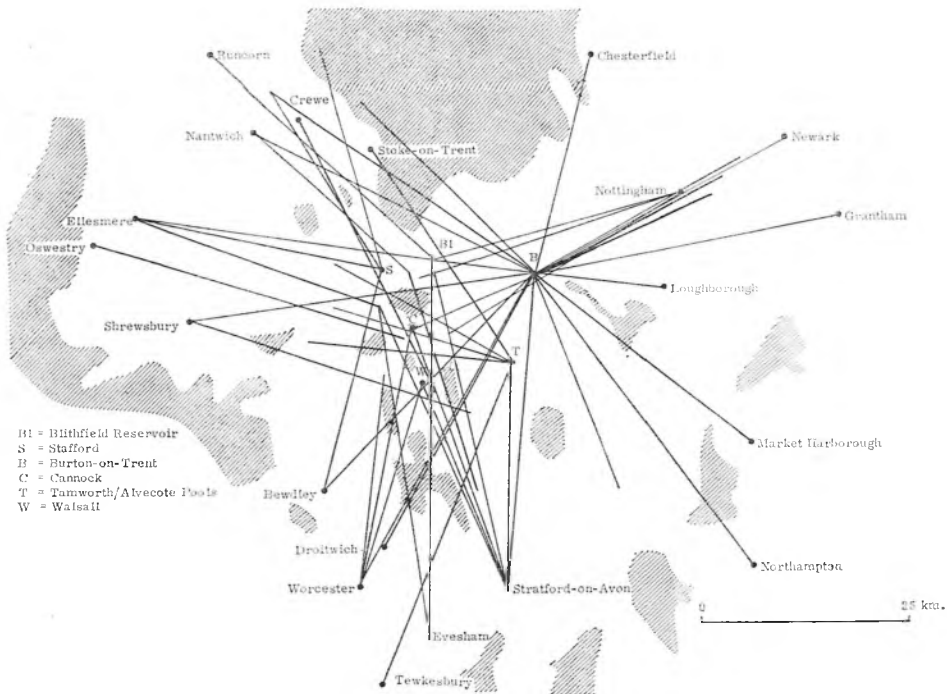 Runcorn
Chesterfield
Crewe
Nantwich
Newark
Stoke-on-Trent
Nottingham
Ellesmere
Grantham
Oswestry
Bl
B
S
Loughborough
Shrewsbury
C
T
W
Bl = Blithfield Reservoir
S = Stafford
B = Burton-on-Trent
C = Cannock
T = Tamworth/Alvecote Pools
W = Walsall
Market Harborough
Bewdley
Droitwich
Northampton
Worcester
Stratford-on-Avon
0 25 km.
Evesham
Tewkesbury